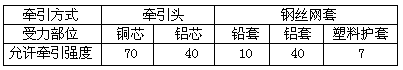 牵引方式 牵引头 钢丝网套
受力部位 铜芯 铝芯 铅套 铝套 塑料护套
允许牵引强度 70 40 10 40 7